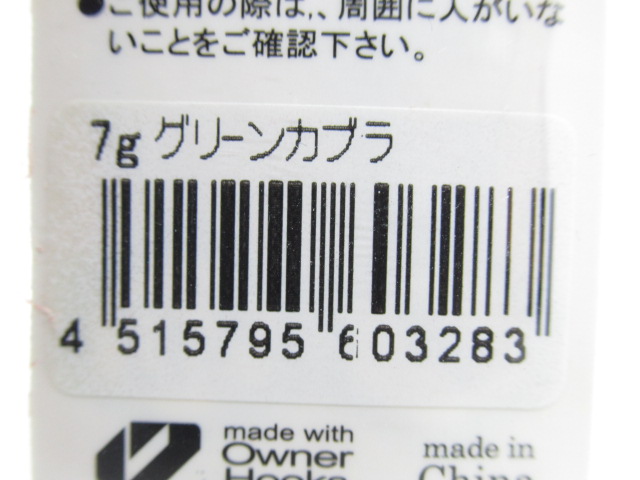 ●ご使用の際は、、周囲に人がいな
いことをご確認下さい。
7g グリーンカブラ
4 515795 603283
made with
Owner
Hooks
made in
China